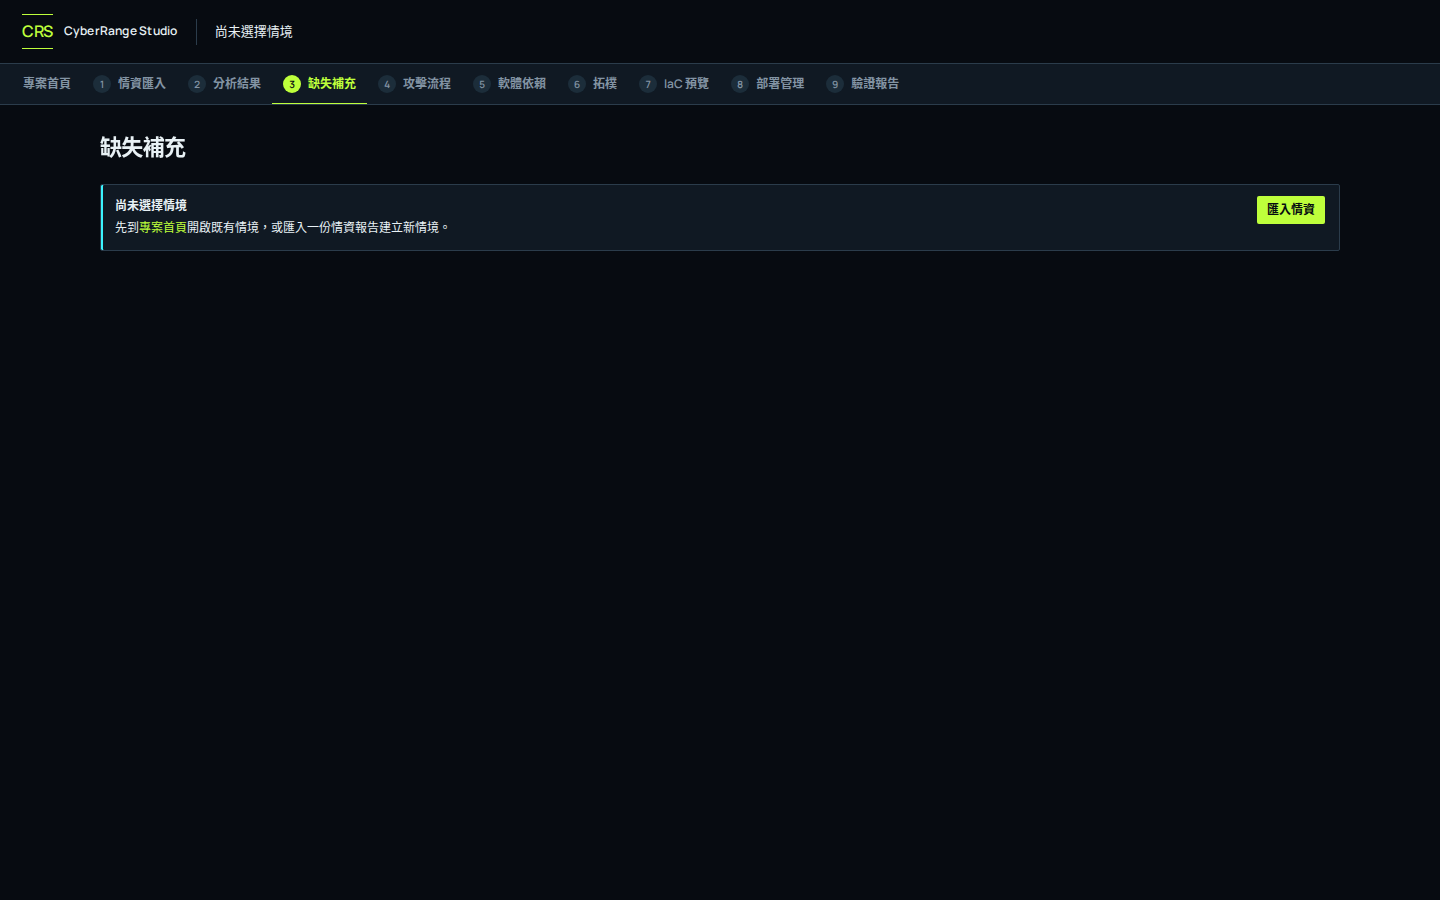 CRS CyberRange Studio 尚未選擇情境
專案首頁 1 情資匯入 2 分析結果 3 缺失補充 4 攻擊流程 5 軟體依賴 6 拓樸 7 IaC 預覽 8 部署管理 9 驗證報告
缺失補充
尚未選擇情境
匯入情資
先到專案首頁開啟既有情境，或匯入一份情資報告建立新情境。